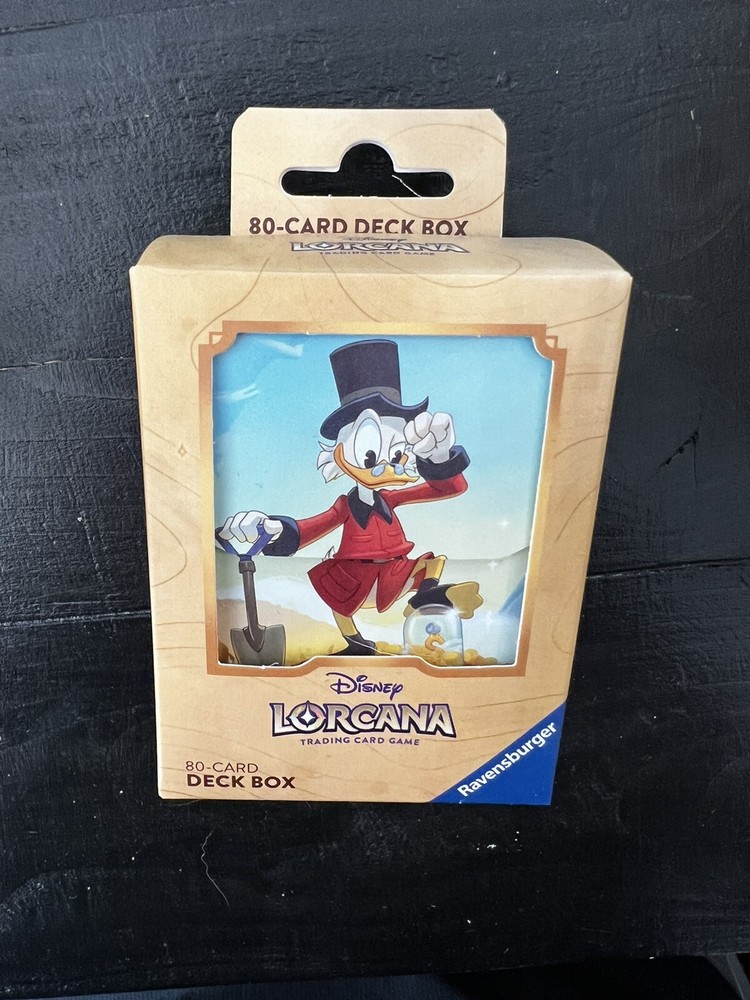 80-CARD DECK BOX
Disney
LORCANA
TRADING CARD GAME
Disney
LORCANA
TRADING CARD GAME
80-CARD
DECK BOX
Ravensburger